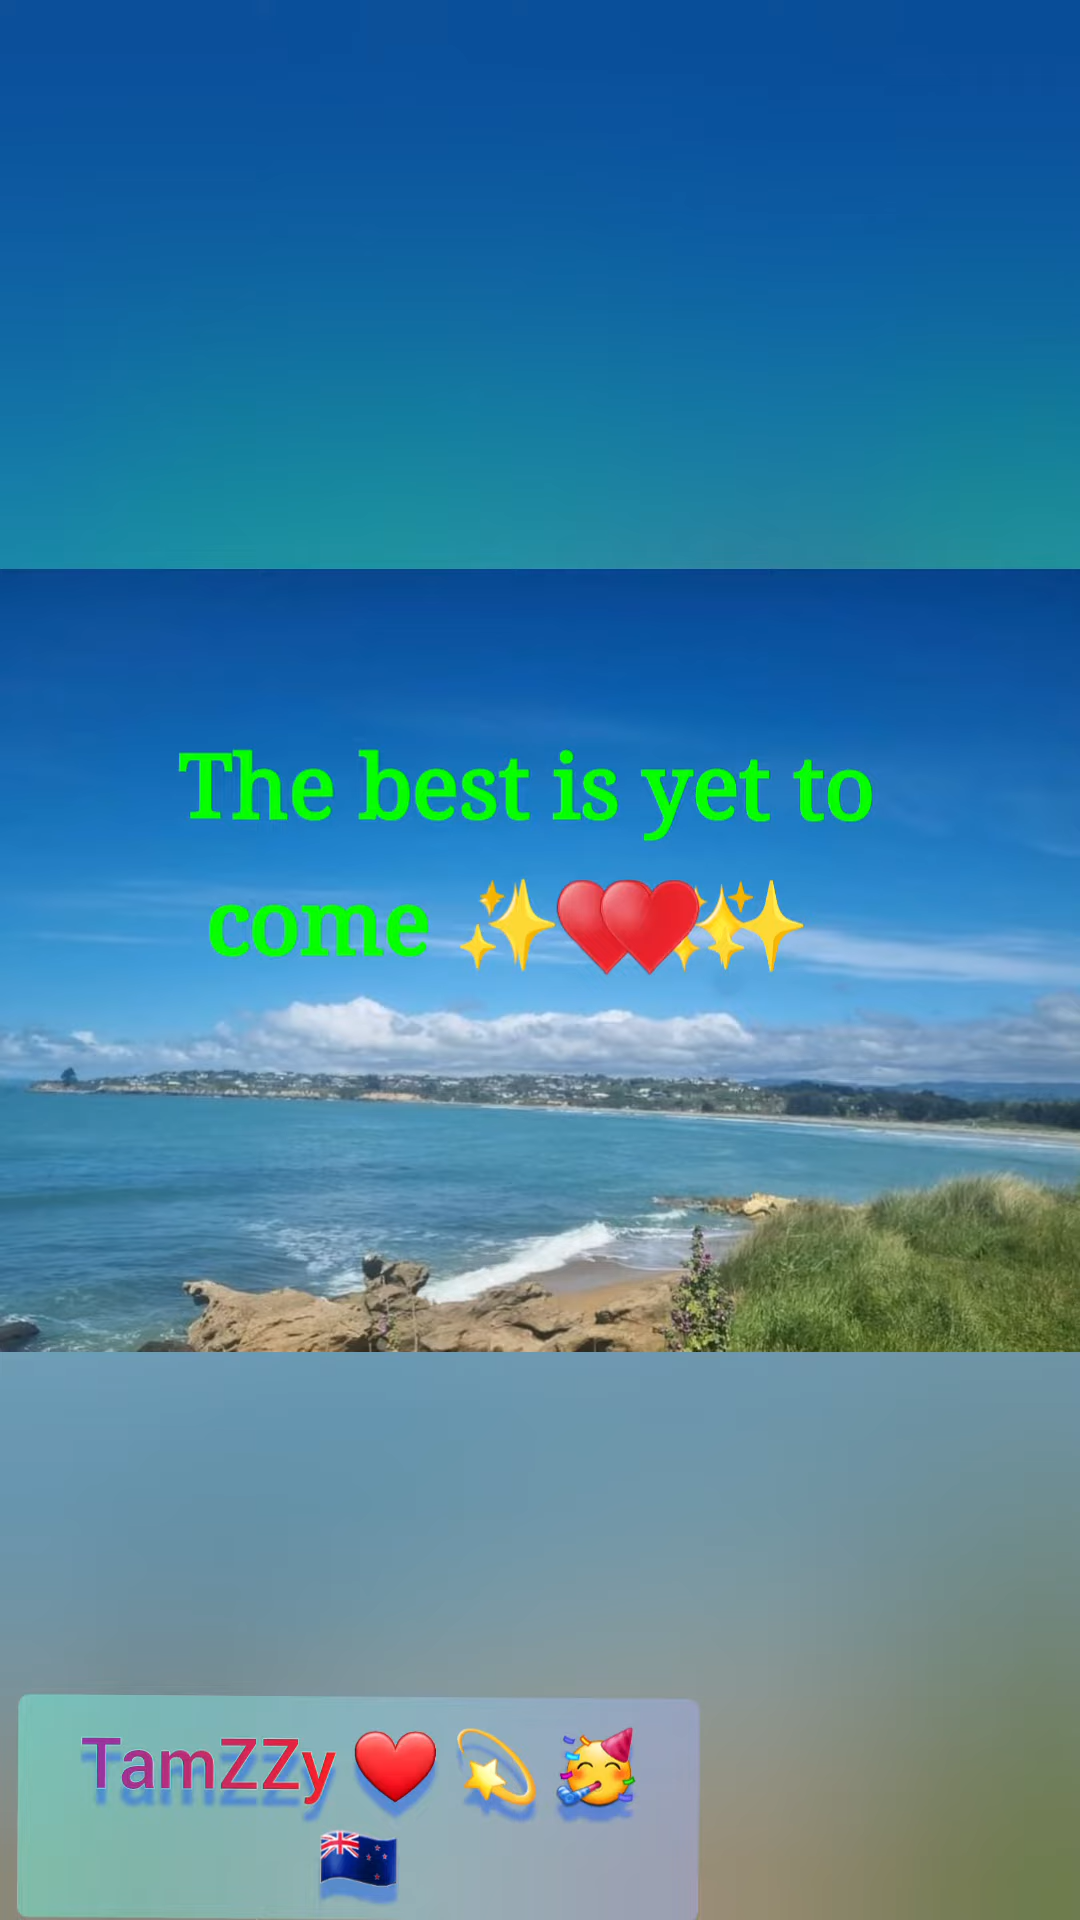 The best is yet to
come ✨❤️❤️✨✨
TamZZy ❤️ 💫 🥳
🇳🇿